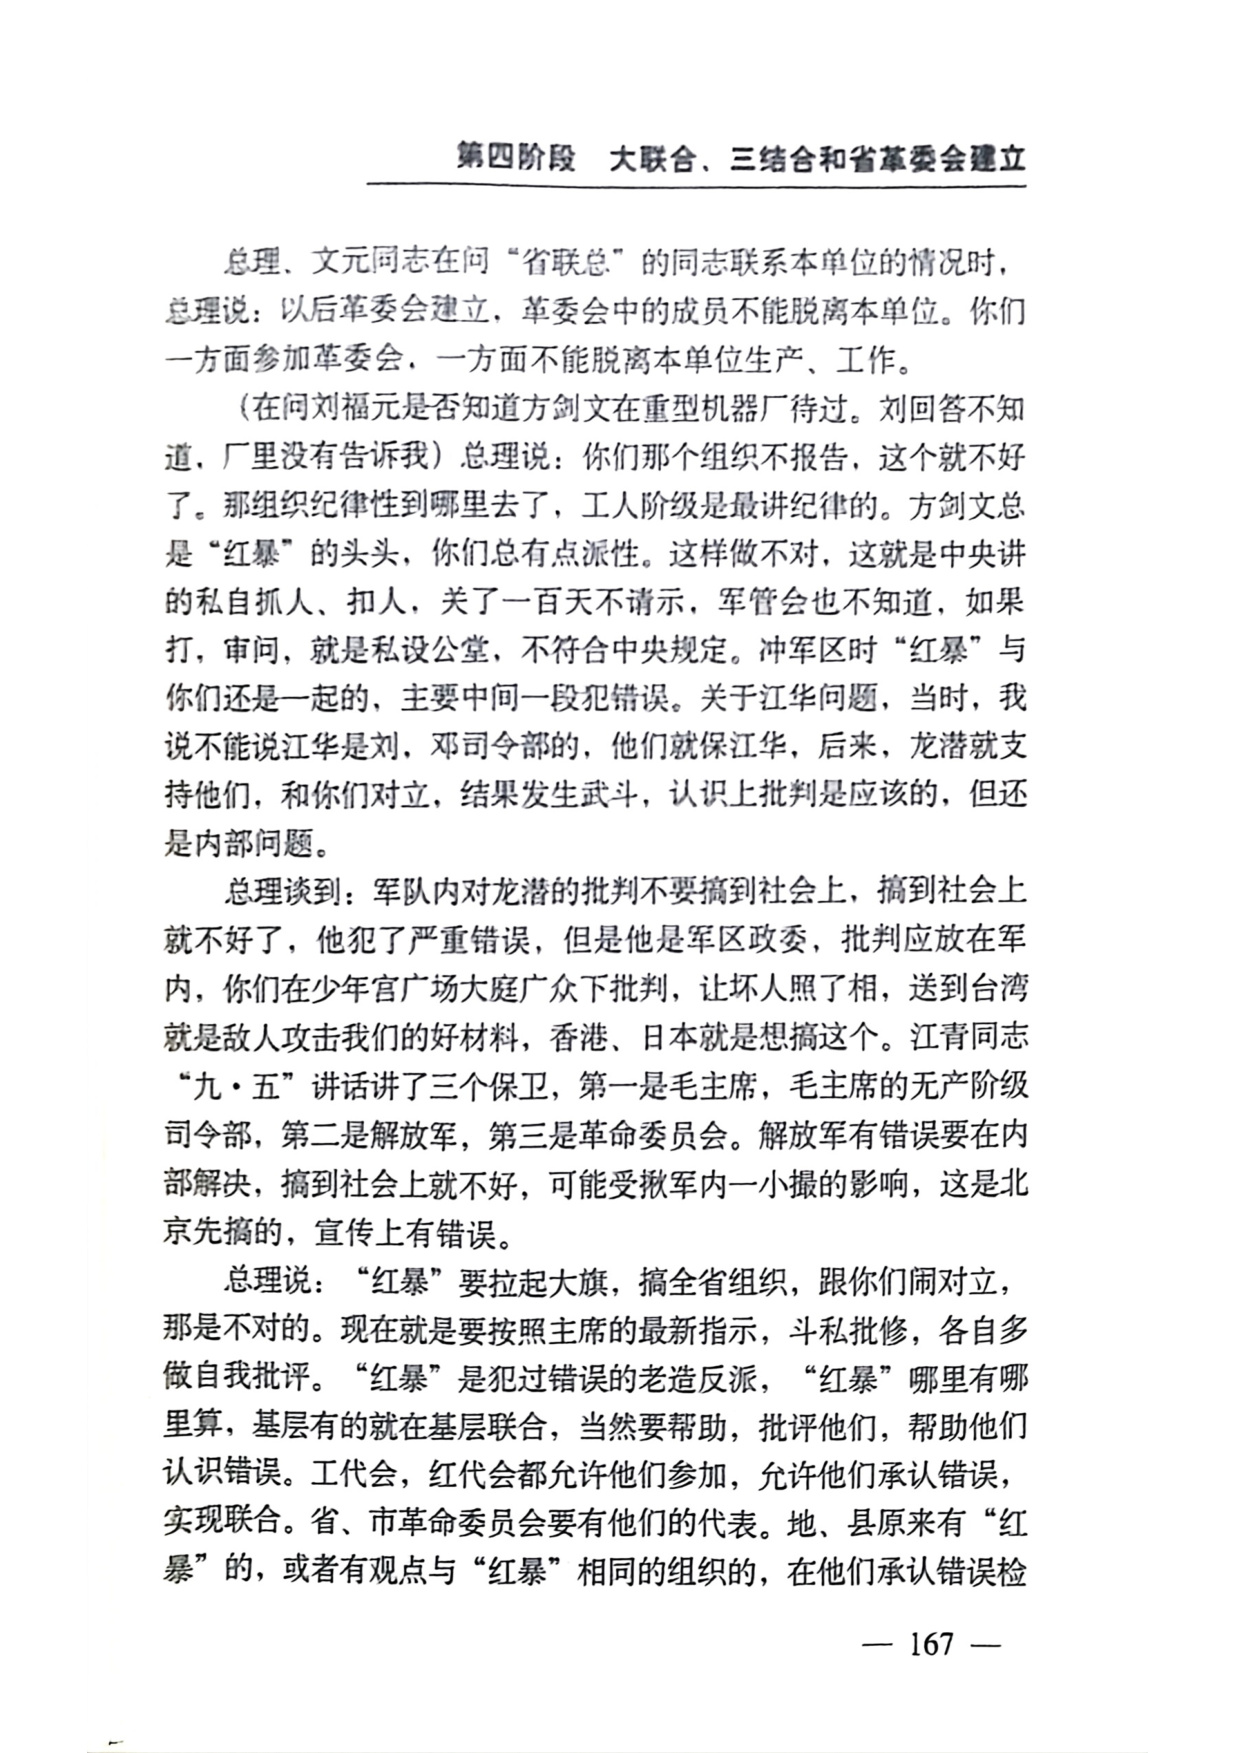 第四阶段　大联合、三结合和省革委会建立
总理、文元同志在问“省联总”的同志联系本单位的情况时，
总理说：以后革委会建立，革委会中的成员不能脱离本单位。你们
一方面参加革委会，一方面不能脱离本单位生产、工作。
（在问刘福元是否知道方剑文在重型机器厂待过。刘回答不知
道，厂里没有告诉我）总理说：你们那个组织不报告，这个就不好
了。那组织纪律性到哪里去了，工人阶级是最讲纪律的。方剑文总
是“红暴”的头头，你们总有点派性。这样做不对，这就是中央讲
的私自抓人、扣人，关了一百天不请示，军管会也不知道，如果
打，审问，就是私设公堂，不符合中央规定。冲军区时“红暴”与
你们还是一起的，主要中间一段犯错误。关于江华问题，当时，我
说不能说江华是刘，邓司令部的，他们就保江华，后来，龙潜就支
持他们，和你们对立，结果发生武斗，认识上批判是应该的，但还
是内部问题。
总理谈到：军队内对龙潜的批判不要搞到社会上，搞到社会上
就不好了，他犯了严重错误，但是他是军区政委，批判应放在军
内，你们在少年宫广场大庭广众下批判，让坏人照了相，送到台湾
就是敌人攻击我们的好材料，香港、日本就是想搞这个。江青同志
“九·五”讲话讲了三个保卫，第一是毛主席，毛主席的无产阶级
司令部，第二是解放军，第三是革命委员会。解放军有错误要在内
部解决，搞到社会上就不好，可能受揪军内一小撮的影响，这是北
京先搞的，宣传上有错误。
总理说：“红暴”要拉起大旗，搞全省组织，跟你们闹对立，
那是不对的。现在就是要按照主席的最新指示，斗私批修，各自多
做自我批评。“红暴”是犯过错误的老造反派，“红暴”哪里有哪
里算，基层有的就在基层联合，当然要帮助，批评他们，帮助他们
认识错误。工代会，红代会都允许他们参加，允许他们承认错误，
实现联合。省、市革命委员会要有他们的代表。地、县原来有“红
暴”的，或者有观点与“红暴”相同的组织的，在他们承认错误检
— 167 —